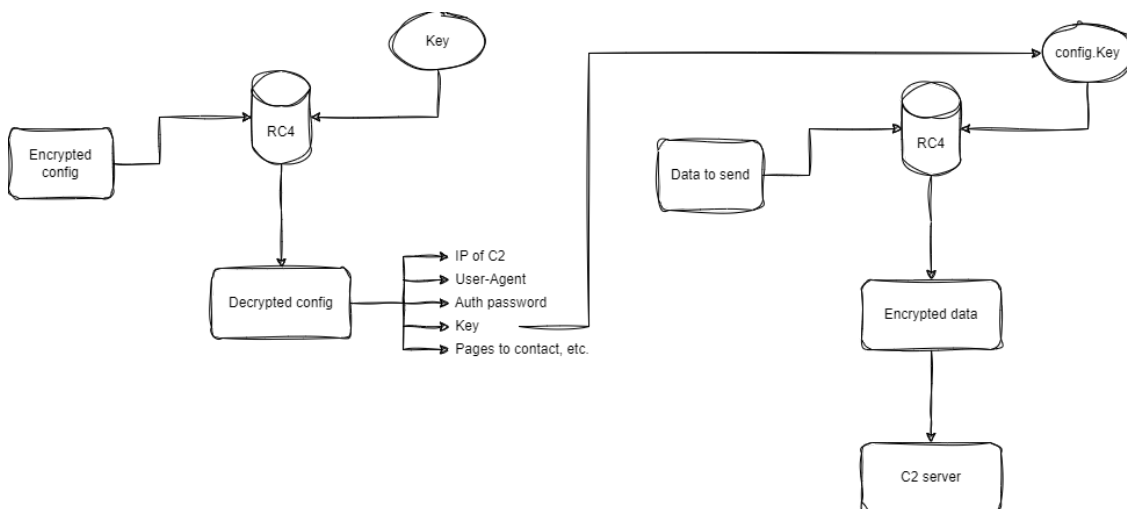 Key
config.Key
RC4
RC4
Encrypted
config
Data to send
IP of C2
User-Agent
Decrypted config
Auth password
Key
Pages to contact, etc.
Encrypted data
C2 server